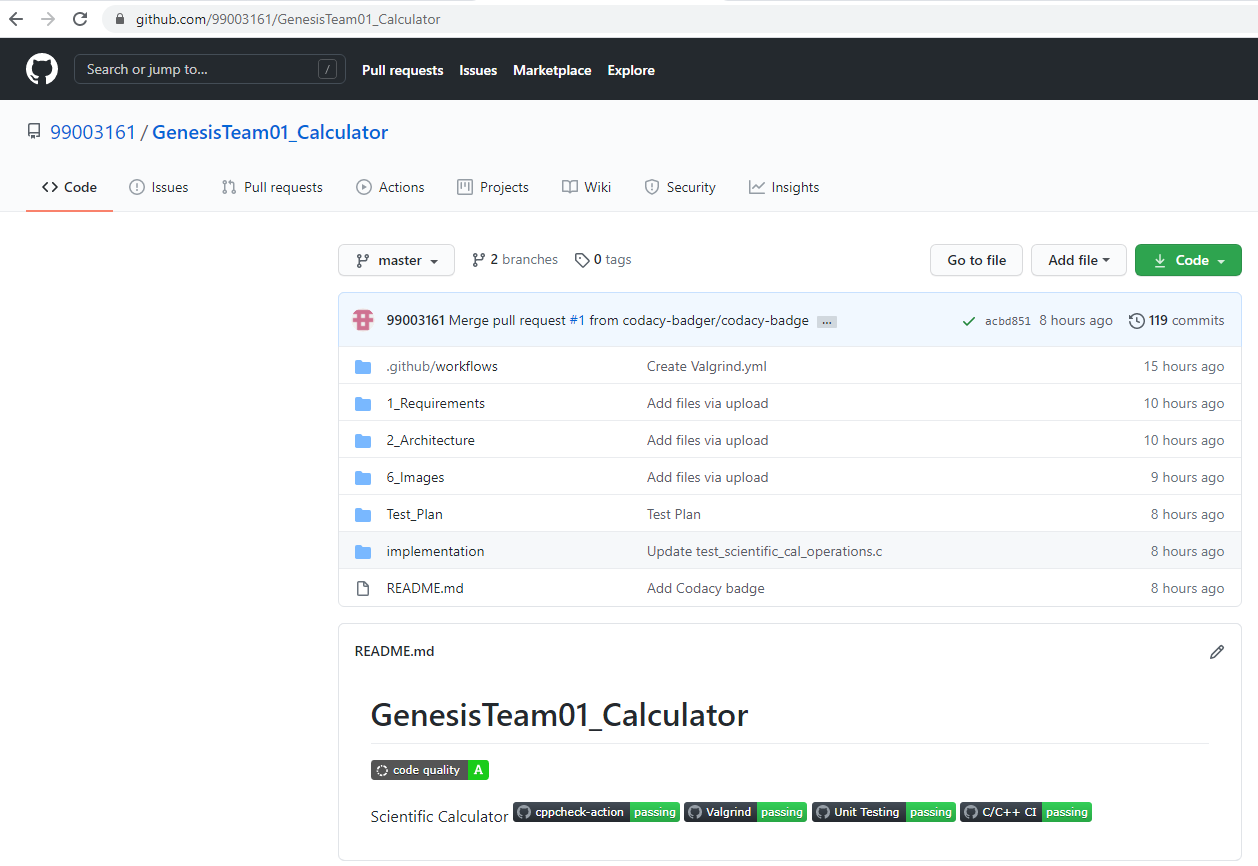 github.com/99003161/GenesisTeam01_Calculator
Search or jump to... / Pull requests Issues Marketplace Explore
99003161 / GenesisTeam01_Calculator
<> Code Issues Pull requests Actions Projects Wiki Security Insights
master 2 branches 0 tags Go to file Add file Code
99003161 Merge pull request #1 from codacy-badger/codacy-badge ... acbd851 8 hours ago 119 commits
.github/workflows Create Valgrind.yml 15 hours ago
1_Requirements Add files via upload 10 hours ago
2_Architecture Add files via upload 10 hours ago
6_Images Add files via upload 9 hours ago
Test_Plan Test Plan 8 hours ago
implementation Update test_scientific_cal_operations.c 8 hours ago
README.md Add Codacy badge 8 hours ago
README.md
GenesisTeam01_Calculator
code quality A
Scientific Calculator cppcheck-action passing Valgrind passing Unit Testing passing C/C++ CI passing